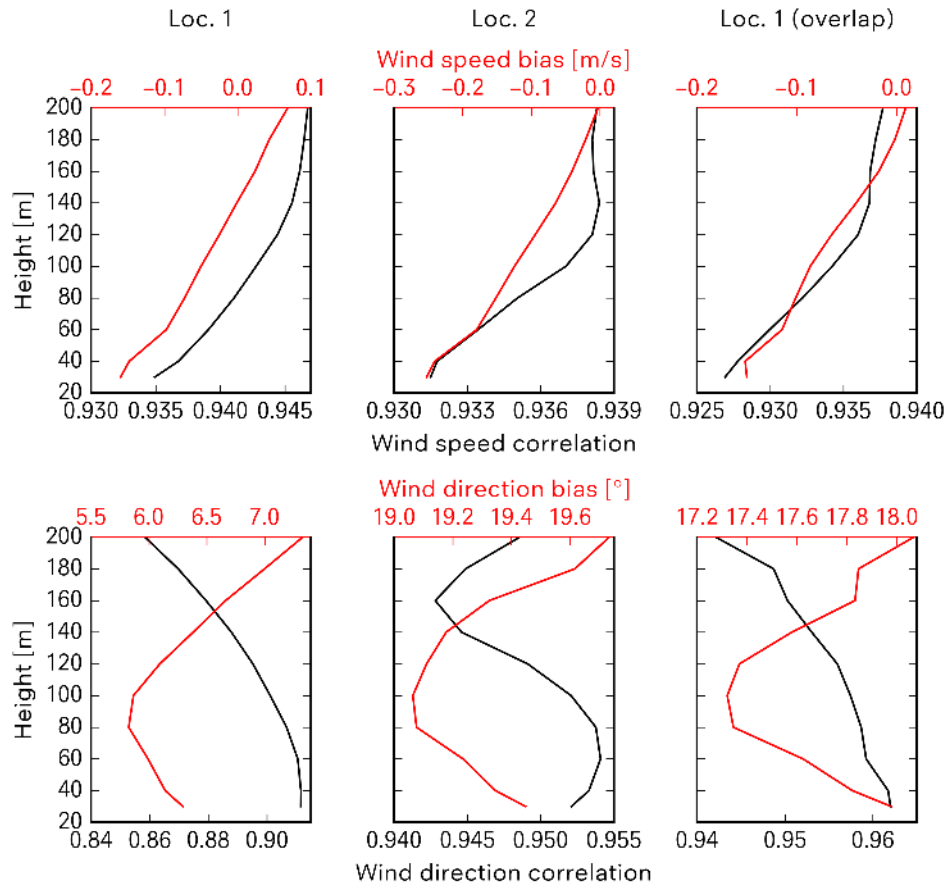 Loc. 1 Loc. 2 Loc. 1 (overlap)
Wind speed bias [m/s]
−0.2 −0.1 0.0 0.1 −0.3 −0.2 −0.1 0.0 −0.2 −0.1 0.0
200
180
160
140
120
100
80
60
40
20
Height [m]
0.930 0.935 0.940 0.945 0.930 0.933 0.936 0.939 0.925 0.930 0.935 0.940
Wind speed correlation
Wind direction bias [°]
5.5 6.0 6.5 7.0 19.0 19.2 19.4 19.6 17.2 17.4 17.6 17.8 18.0
200
180
160
140
120
100
80
60
40
20
Height [m]
0.84 0.86 0.88 0.90 0.940 0.945 0.950 0.955 0.94 0.95 0.96
Wind direction correlation